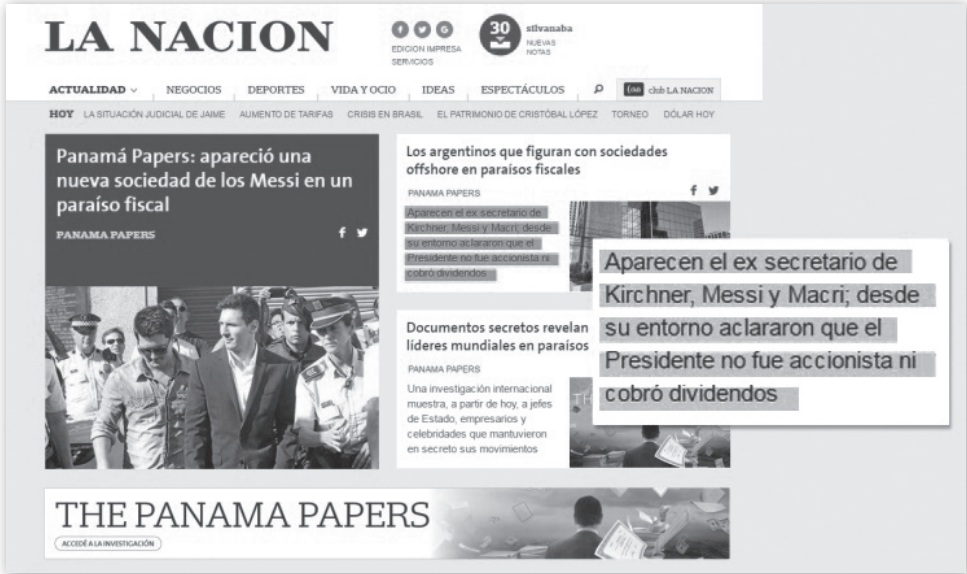 LA NACION
EDICION IMPRESA
SERVICIOS
30
silvanaba
NUEVAS
NOTAS
ACTUALIDAD NEGOCIOS DEPORTES VIDA Y OCIO IDEAS ESPECTÁCULOS club club LA NACION
HOY LA SITUACIÓN JUDICIAL DE JAIME AUMENTO DE TARIFAS CRISIS EN BRASIL EL PATRIMONIO DE CRISTÓBAL LÓPEZ TORNEO DÓLAR HOY
Panamá Papers: apareció una
nueva sociedad de los Messi en un
paraíso fiscal
PANAMA PAPERS
Los argentinos que figuran con sociedades
offshore en paraísos fiscales
PANAMA PAPERS
Aparecen el ex secretario de
Kirchner, Messi y Macri; desde
su entorno aclararon que el
Presidente no fue accionista ni
cobró dividendos
Aparecen el ex secretario de
Kirchner, Messi y Macri; desde
su entorno aclararon que el
Presidente no fue accionista ni
cobró dividendos
Documentos secretos revelan
líderes mundiales en paraísos
PANAMA PAPERS
Una investigación internacional
muestra, a partir de hoy, a jefes
de Estado, empresarios y
celebridades que mantuvieron
en secreto sus movimientos
THE PANAMA PAPERS
ACCEDÉ A LA INVESTIGACIÓN